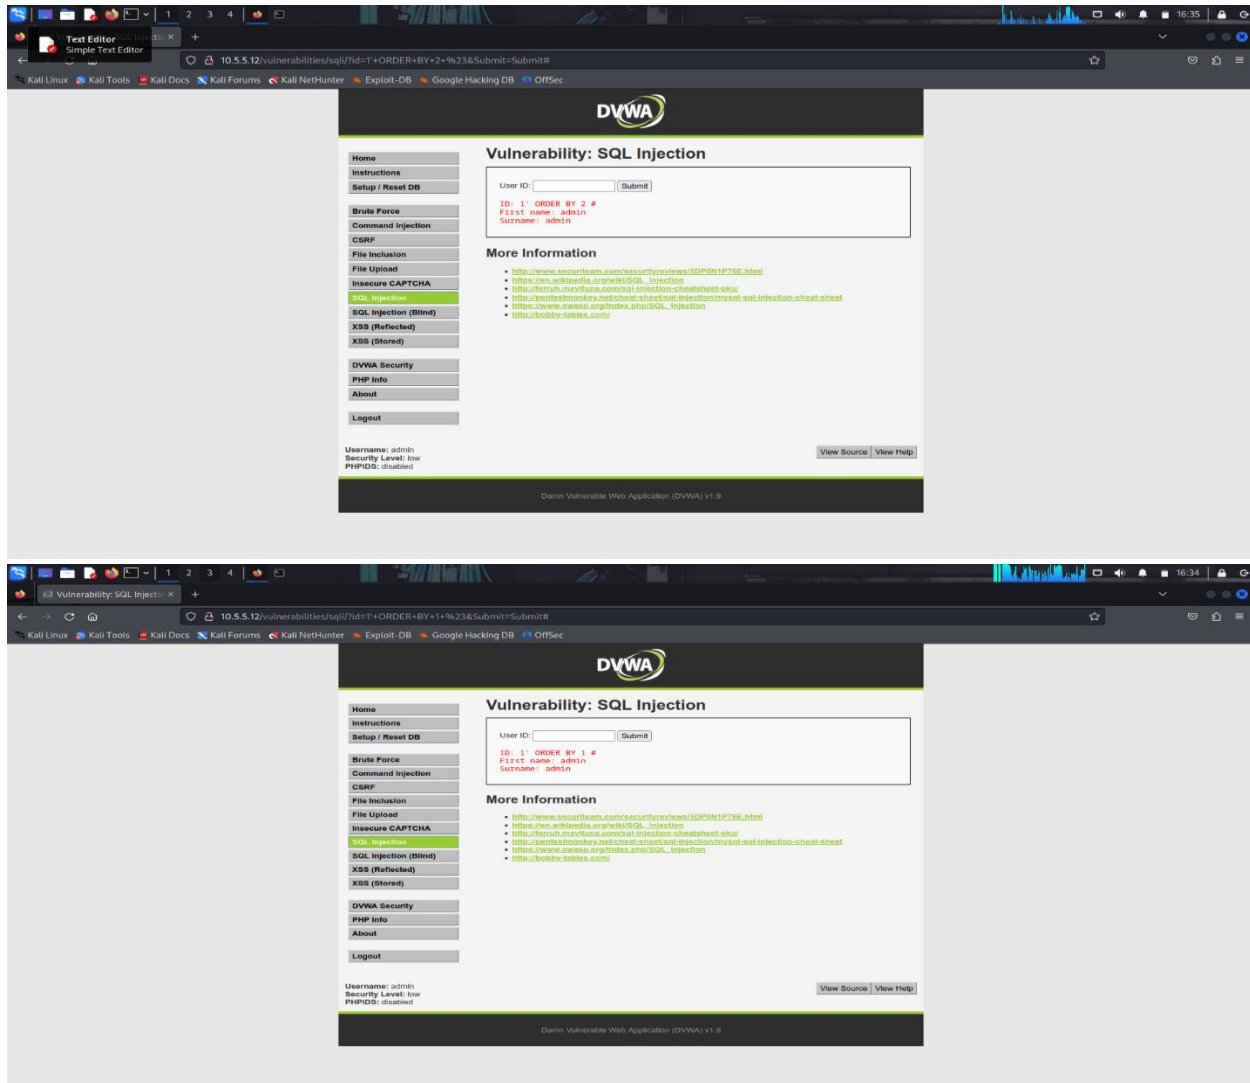 1 2 3 4 16:35
Text Editor
Simple Text Editor
10.5.5.12/vulnerabilities/sqli/?id=1'+ORDER+BY+2+%23&Submit=Submit#
Kali Linux Kali Tools Kali Docs Kali Forums Kali NetHunter Exploit-DB Google Hacking DB OffSec
DVWA
Vulnerability: SQL Injection
Home
Instructions
Setup / Reset DB
Brute Force
Command Injection
CSRF
File Inclusion
File Upload
Insecure CAPTCHA
SQL Injection
SQL Injection (Blind)
XSS (Reflected)
XSS (Stored)
DVWA Security
PHP Info
About
Logout
User ID: Submit
ID: 1' ORDER BY 2 #
First name: admin
Surname: admin
More Information
http://www.securiteam.com/securityreviews/5DP0N1P76E.html
https://en.wikipedia.org/wiki/SQL_injection
http://ferruh.mavituna.com/sql-injection-cheatsheet-oku/
http://pentestmonkey.net/cheat-sheet/sql-injection/mysql-sql-injection-cheat-sheet
https://www.owasp.org/index.php/SQL_Injection
http://bobby-tables.com/
Username: admin
Security Level: low
PHPIDS: disabled
View Source View Help
Damn Vulnerable Web Application (DVWA) v1.9
1 2 3 4 16:34
Vulnerability: SQL Injectio
10.5.5.12/vulnerabilities/sqli/?id=1'+ORDER+BY+1+%23&Submit=Submit#
Kali Linux Kali Tools Kali Docs Kali Forums Kali NetHunter Exploit-DB Google Hacking DB OffSec
DVWA
Vulnerability: SQL Injection
Home
Instructions
Setup / Reset DB
Brute Force
Command Injection
CSRF
File Inclusion
File Upload
Insecure CAPTCHA
SQL Injection
SQL Injection (Blind)
XSS (Reflected)
XSS (Stored)
DVWA Security
PHP Info
About
Logout
User ID: Submit
ID: 1' ORDER BY 1 #
First name: admin
Surname: admin
More Information
http://www.securiteam.com/securityreviews/5DP0N1P76E.html
https://en.wikipedia.org/wiki/SQL_injection
http://ferruh.mavituna.com/sql-injection-cheatsheet-oku/
http://pentestmonkey.net/cheat-sheet/sql-injection/mysql-sql-injection-cheat-sheet
https://www.owasp.org/index.php/SQL_Injection
http://bobby-tables.com/
Username: admin
Security Level: low
PHPIDS: disabled
View Source View Help
Damn Vulnerable Web Application (DVWA) v1.9